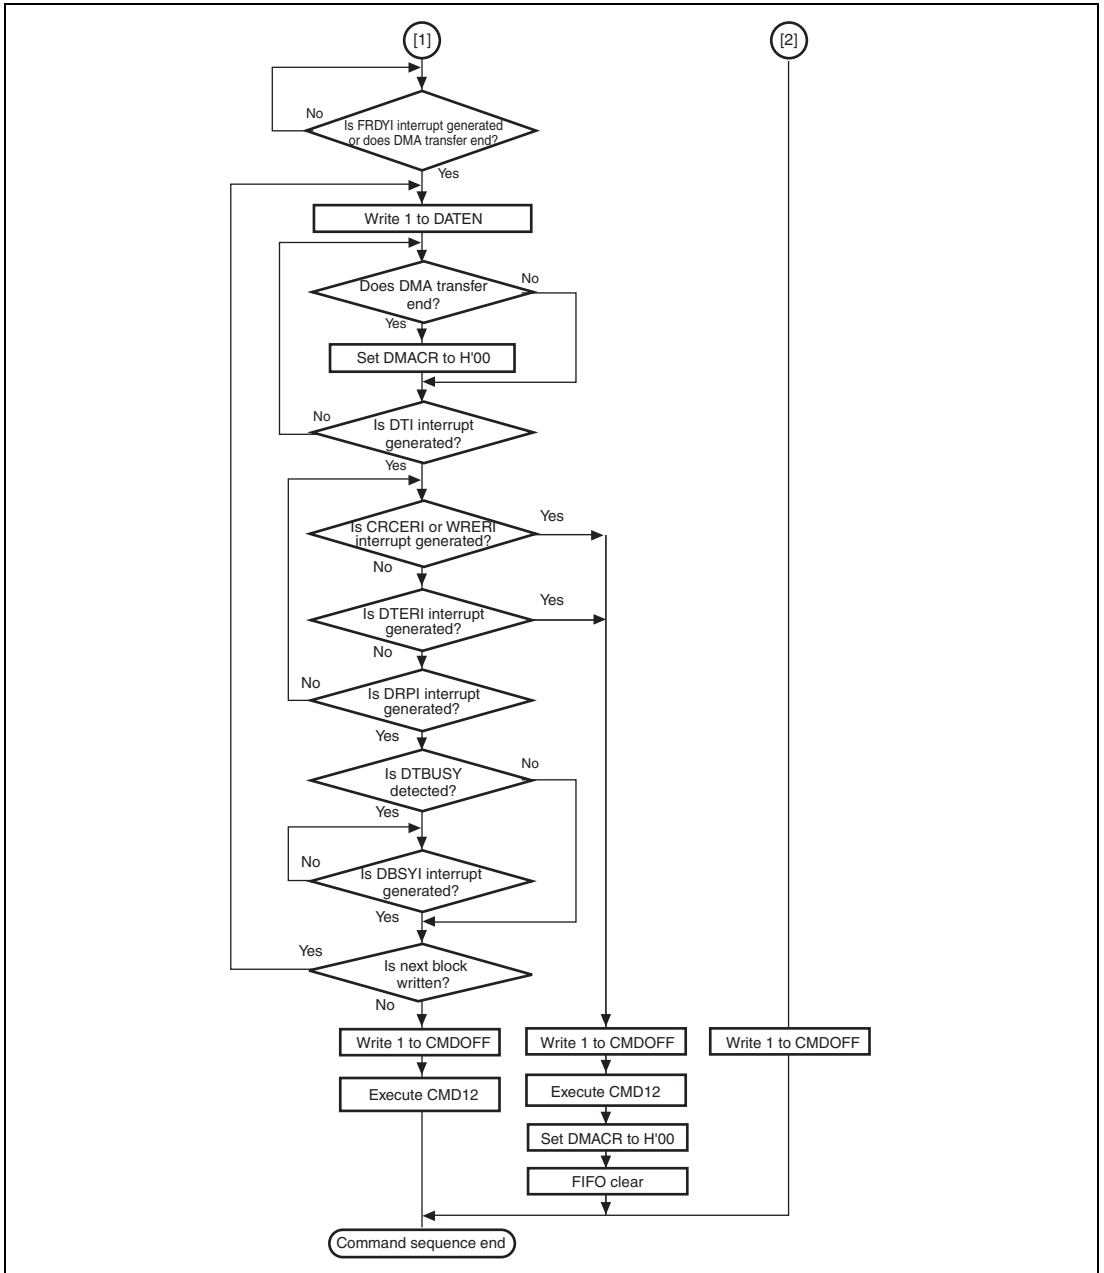 [1]
[2]
No
Is FRDYI interrupt generated
or does DMA transfer end?
Yes
Write 1 to DATEN
Does DMA transfer
end?
No
Yes
Set DMACR to H'00
No
Is DTI interrupt
generated?
Yes
Is CRCERI or WRERI
interrupt generated?
Yes
No
Is DTERI interrupt
generated?
Yes
No
No
Is DRPI interrupt
generated?
Yes
Is DTBUSY
detected?
No
Yes
No
Is DBSYI interrupt
generated?
Yes
Yes
Is next block
written?
No
Write 1 to CMDOFF
Write 1 to CMDOFF
Write 1 to CMDOFF
Execute CMD12
Execute CMD12
Set DMACR to H'00
FIFO clear
Command sequence end